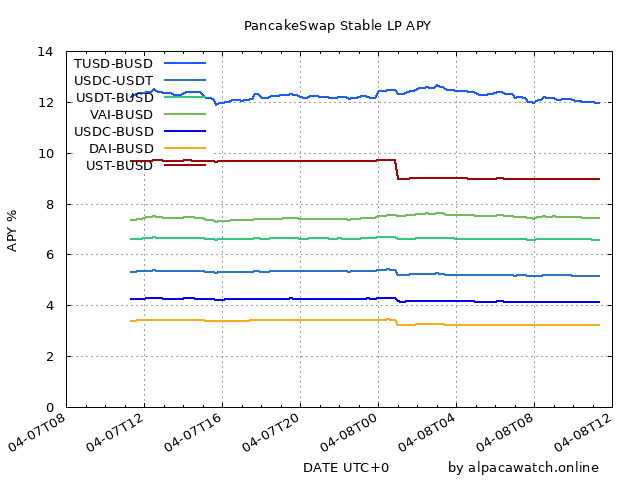 PancakeSwap Stable LP APY
APY %
14
12
10
8
6
4
2
0
TUSD-BUSD
USDC-USDT
USDT-BUSD
VAI-BUSD
USDC-BUSD
DAI-BUSD
UST-BUSD
04-07T08
04-07T12
04-07T16
04-07T20
04-08T00
04-08T04
04-08T08
04-08T12
DATE UTC+0
by alpacawatch.online